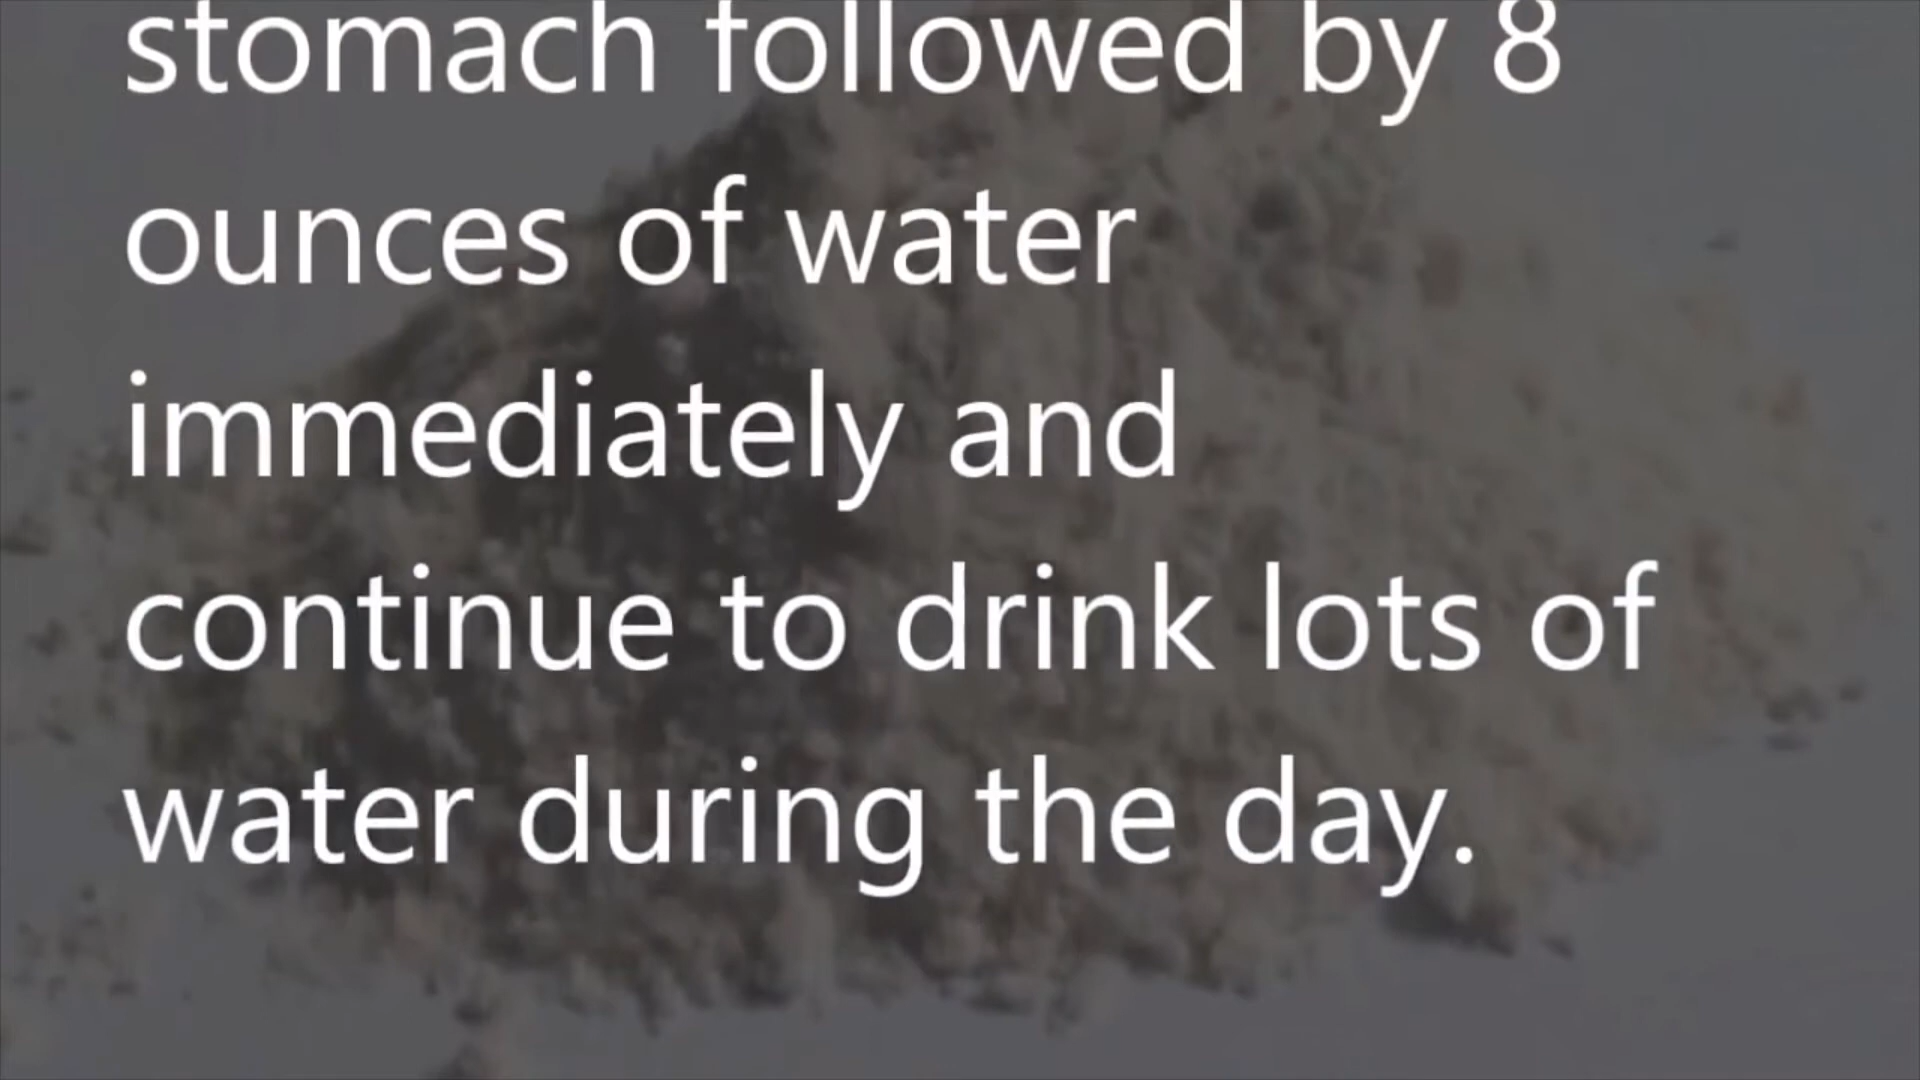 stomach followed by 8
ounces of water
immediately and
continue to drink lots of
water during the day.